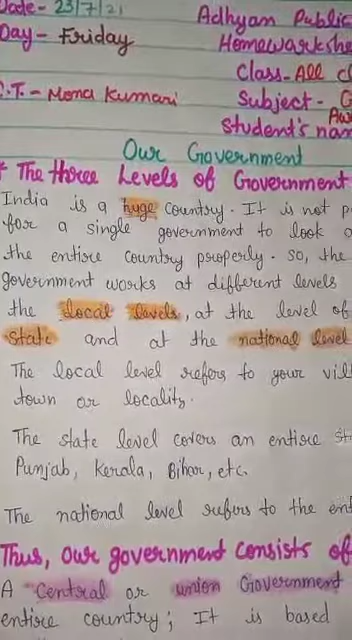 Date- 23/7/21
Adhyan Public
Day- Friday
Homeworkshe
Class- All cl
C.T.- Mona Kumari
Subject- G
Aw
Student's nam
Our Government
* The three Levels of Government
India is a huge country. It is not p
for a single government to look a
the entire country properly. So, the
government works at different levels
the local levels, at the level of
State and at the national level
The local level refers to your vill
town or locality.
The state level covers an entire st
Punjab, Kerala, Bihar, etc.
The national level refers to the ent
Thus, our government consists of
A "Central or union Government
entire country; It is based